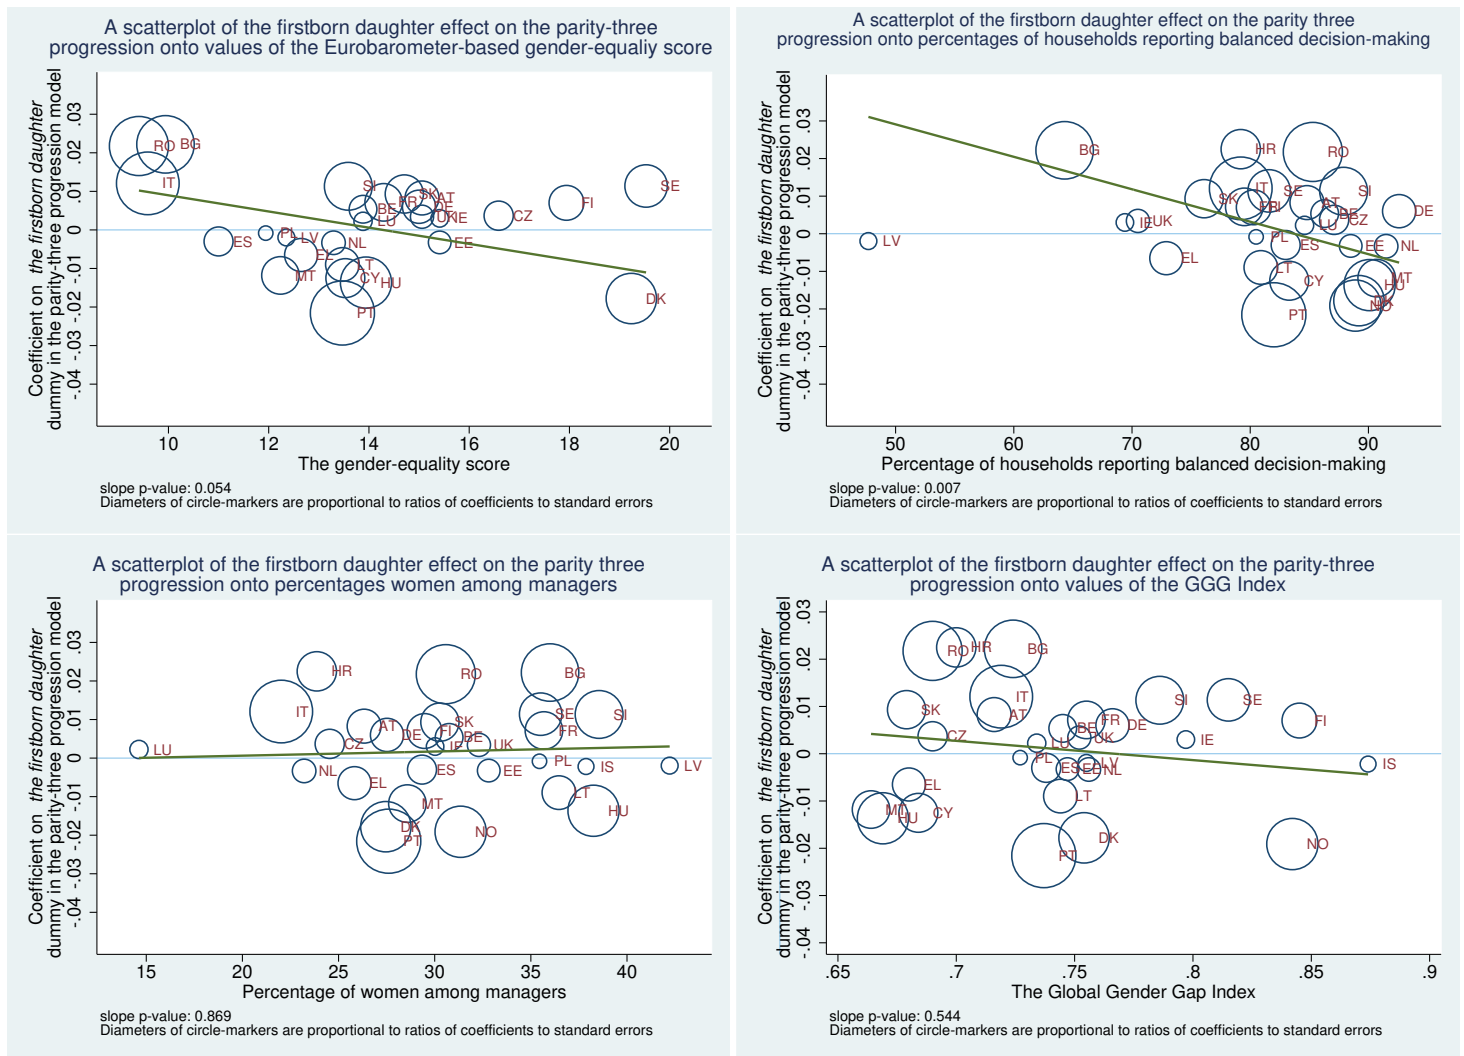 A scatterplot of the firstborn daughter effect on the parity-three
progression onto values of the Eurobarometer-based gender-equaliy score
Coefficient on the firstborn daughter
dummy in the parity-three progression model
.03
.02
.01
0
-.01
-.02
-.03
-.04
RO
BG
IT
SI
SK
AT
BE
FR
DE
LU
UK
IE
CZ
FI
SE
ES
PL
LV
NL
EE
EL
LT
MT
CY
HU
PT
DK
10
12
14
16
18
20
The gender-equality score
slope p-value: 0.054
Diameters of circle-markers are proportional to ratios of coefficients to standard errors
A scatterplot of the firstborn daughter effect on the parity three
progression onto percentages of households reporting balanced decision-making
Coefficient on the firstborn daughter
dummy in the parity-three progression model
.03
.02
.01
0
-.01
-.02
-.03
-.04
BG
HR
RO
IT
SE
SI
SK
AT
FI
BE
DE
IE
UK
LU
CZ
LV
PL
ES
EE
NL
EL
LT
CY
MT
HU
DK
NO
PT
50
60
70
80
90
Percentage of households reporting balanced decision-making
slope p-value: 0.007
Diameters of circle-markers are proportional to ratios of coefficients to standard errors
A scatterplot of the firstborn daughter effect on the parity three
progression onto percentages women among managers
Coefficient on the firstborn daughter
dummy in the parity-three progression model
.03
.02
.01
0
-.01
-.02
-.03
-.04
HR
RO
BG
IT
SE
SI
AT
SK
DE
FI
BE
FR
LU
CZ
IE
UK
NL
ES
EE
PL
IS
LV
EL
LT
MT
HU
DK
PT
NO
15
20
25
30
35
40
Percentage of women among managers
slope p-value: 0.869
Diameters of circle-markers are proportional to ratios of coefficients to standard errors
A scatterplot of the firstborn daughter effect on the parity-three
progression onto values of the GGG Index
Coefficient on the firstborn daughter
dummy in the parity-three progression model
.03
.02
.01
0
-.01
-.02
-.03
-.04
RO
HR
BG
IT
SI
SE
SK
AT
FI
BE
FR
DE
CZ
LU
UK
IE
PL
ES
EE
LV
NL
IS
EL
LT
MT
HU
CY
DK
PT
NO
.65
.7
.75
.8
.85
.9
The Global Gender Gap Index
slope p-value: 0.544
Diameters of circle-markers are proportional to ratios of coefficients to standard errors